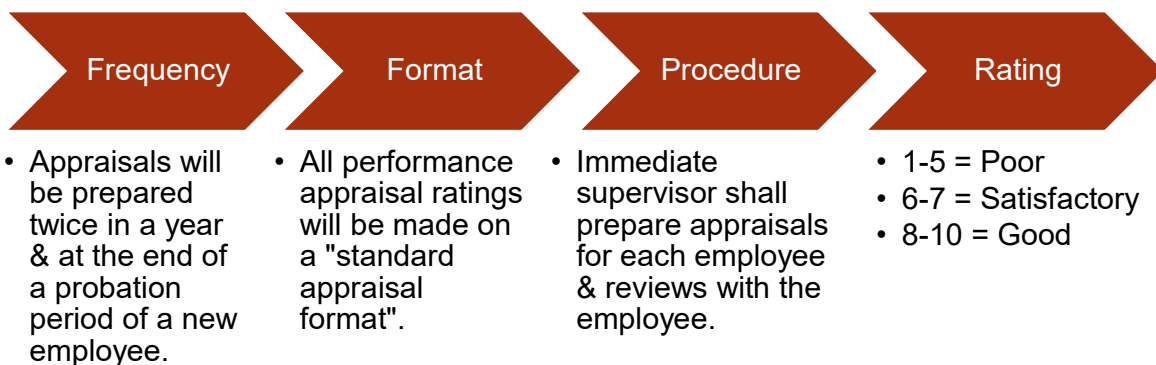 Frequency
• Appraisals will
be prepared
twice in a year
& at the end of
a probation
period of a new
employee.
Format
• All performance
appraisal ratings
will be made on
a "standard
appraisal
format".
Procedure
• Immediate
supervisor shall
prepare appraisals
for each employee
& reviews with the
employee.
Rating
• 1-5 = Poor
• 6-7 = Satisfactory
• 8-10 = Good